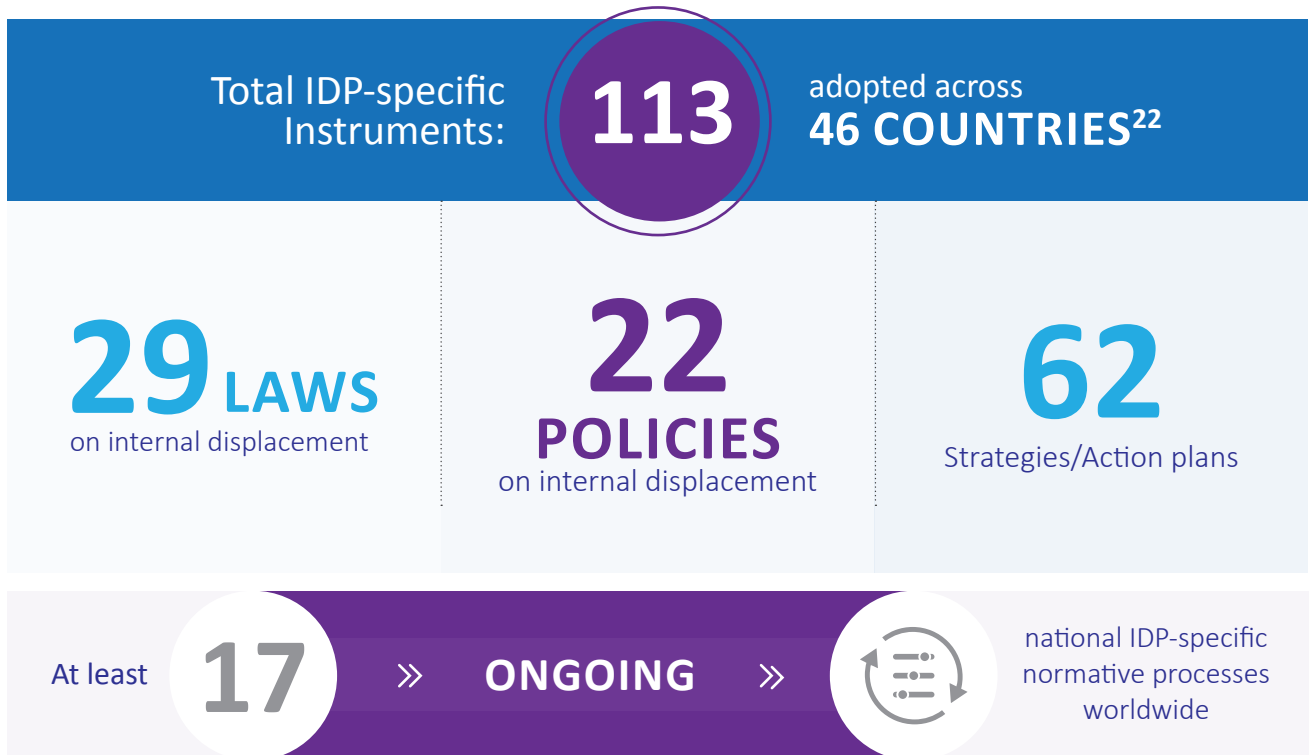 Total IDP-specific
Instruments:
113
adopted across
46 COUNTRIES²²
29 LAWS
on internal displacement
22
POLICIES
on internal displacement
62
Strategies/Action plans
At least
17
»
ONGOING
»
national IDP-specific
normative processes
worldwide